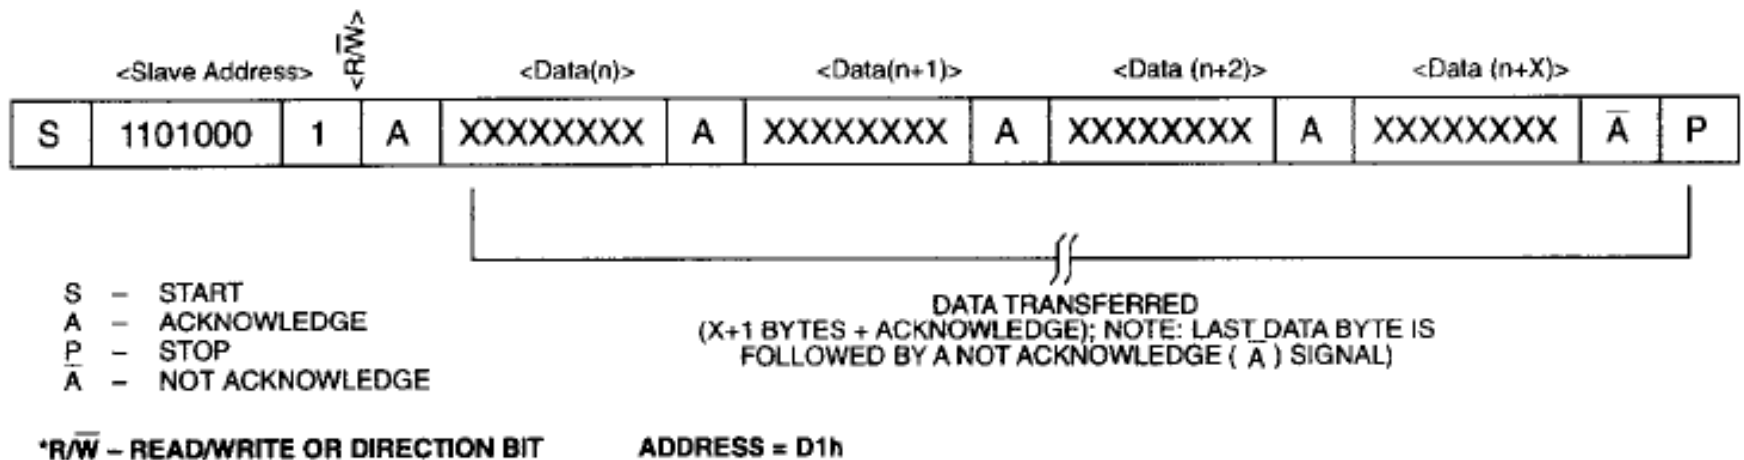 <R/W̅>
<Slave Address> <Data(n)> <Data(n+1)> <Data (n+2)> <Data (n+X)>
S 1101000 1 A XXXXXXXX A XXXXXXXX A XXXXXXXX A XXXXXXXX A̅ P
S – START
A – ACKNOWLEDGE
P – STOP
A̅ – NOT ACKNOWLEDGE
DATA TRANSFERRED
(X+1 BYTES + ACKNOWLEDGE); NOTE: LAST DATA BYTE IS
FOLLOWED BY A NOT ACKNOWLEDGE ( A̅ ) SIGNAL)
*R/W̅ – READ/WRITE OR DIRECTION BIT ADDRESS = D1h